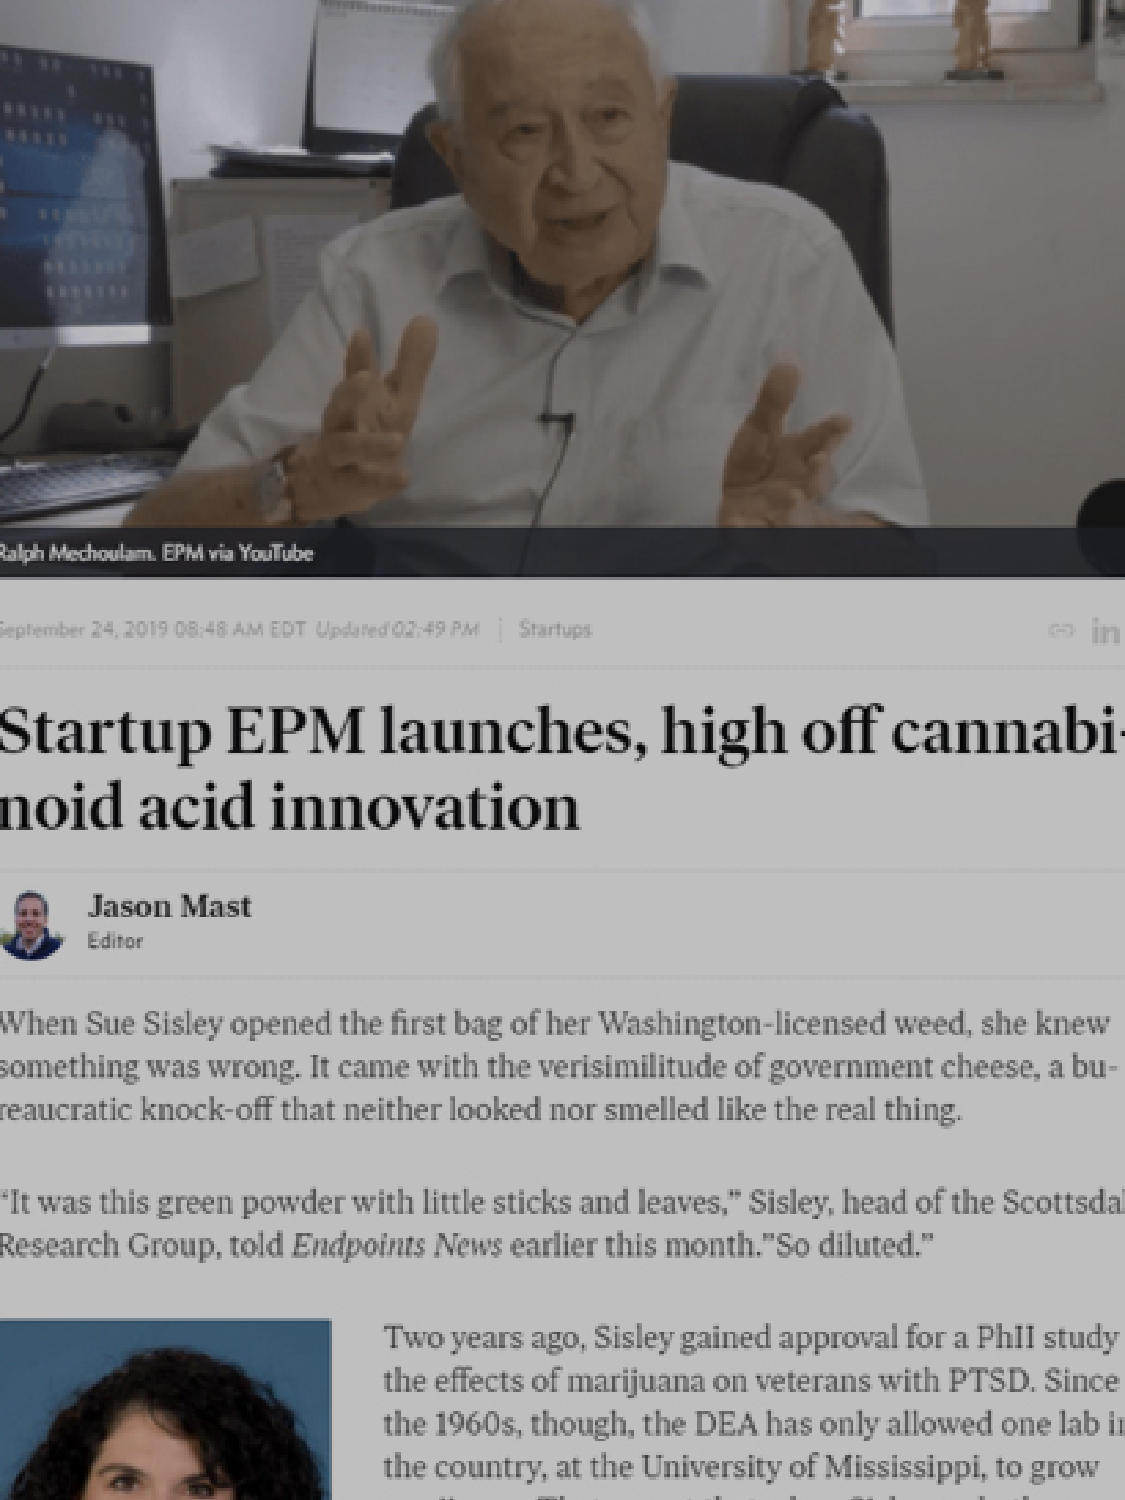 Ralph Mechoulam. EPM via YouTube
September 24, 2019 08:48 AM EDT Updated 02:49 PM
Startups
in
Startup EPM launches, high off cannabi-
noid acid innovation
Jason Mast
Editor
When Sue Sisley opened the first bag of her Washington-licensed weed, she knew
something was wrong. It came with the verisimilitude of government cheese, a bu-
reaucratic knock-off that neither looked nor smelled like the real thing.
“It was this green powder with little sticks and leaves,” Sisley, head of the Scottsdal
Research Group, told Endpoints News earlier this month.”So diluted.”
Two years ago, Sisley gained approval for a PhII study
the effects of marijuana on veterans with PTSD. Since
the 1960s, though, the DEA has only allowed one lab in
the country, at the University of Mississippi, to grow